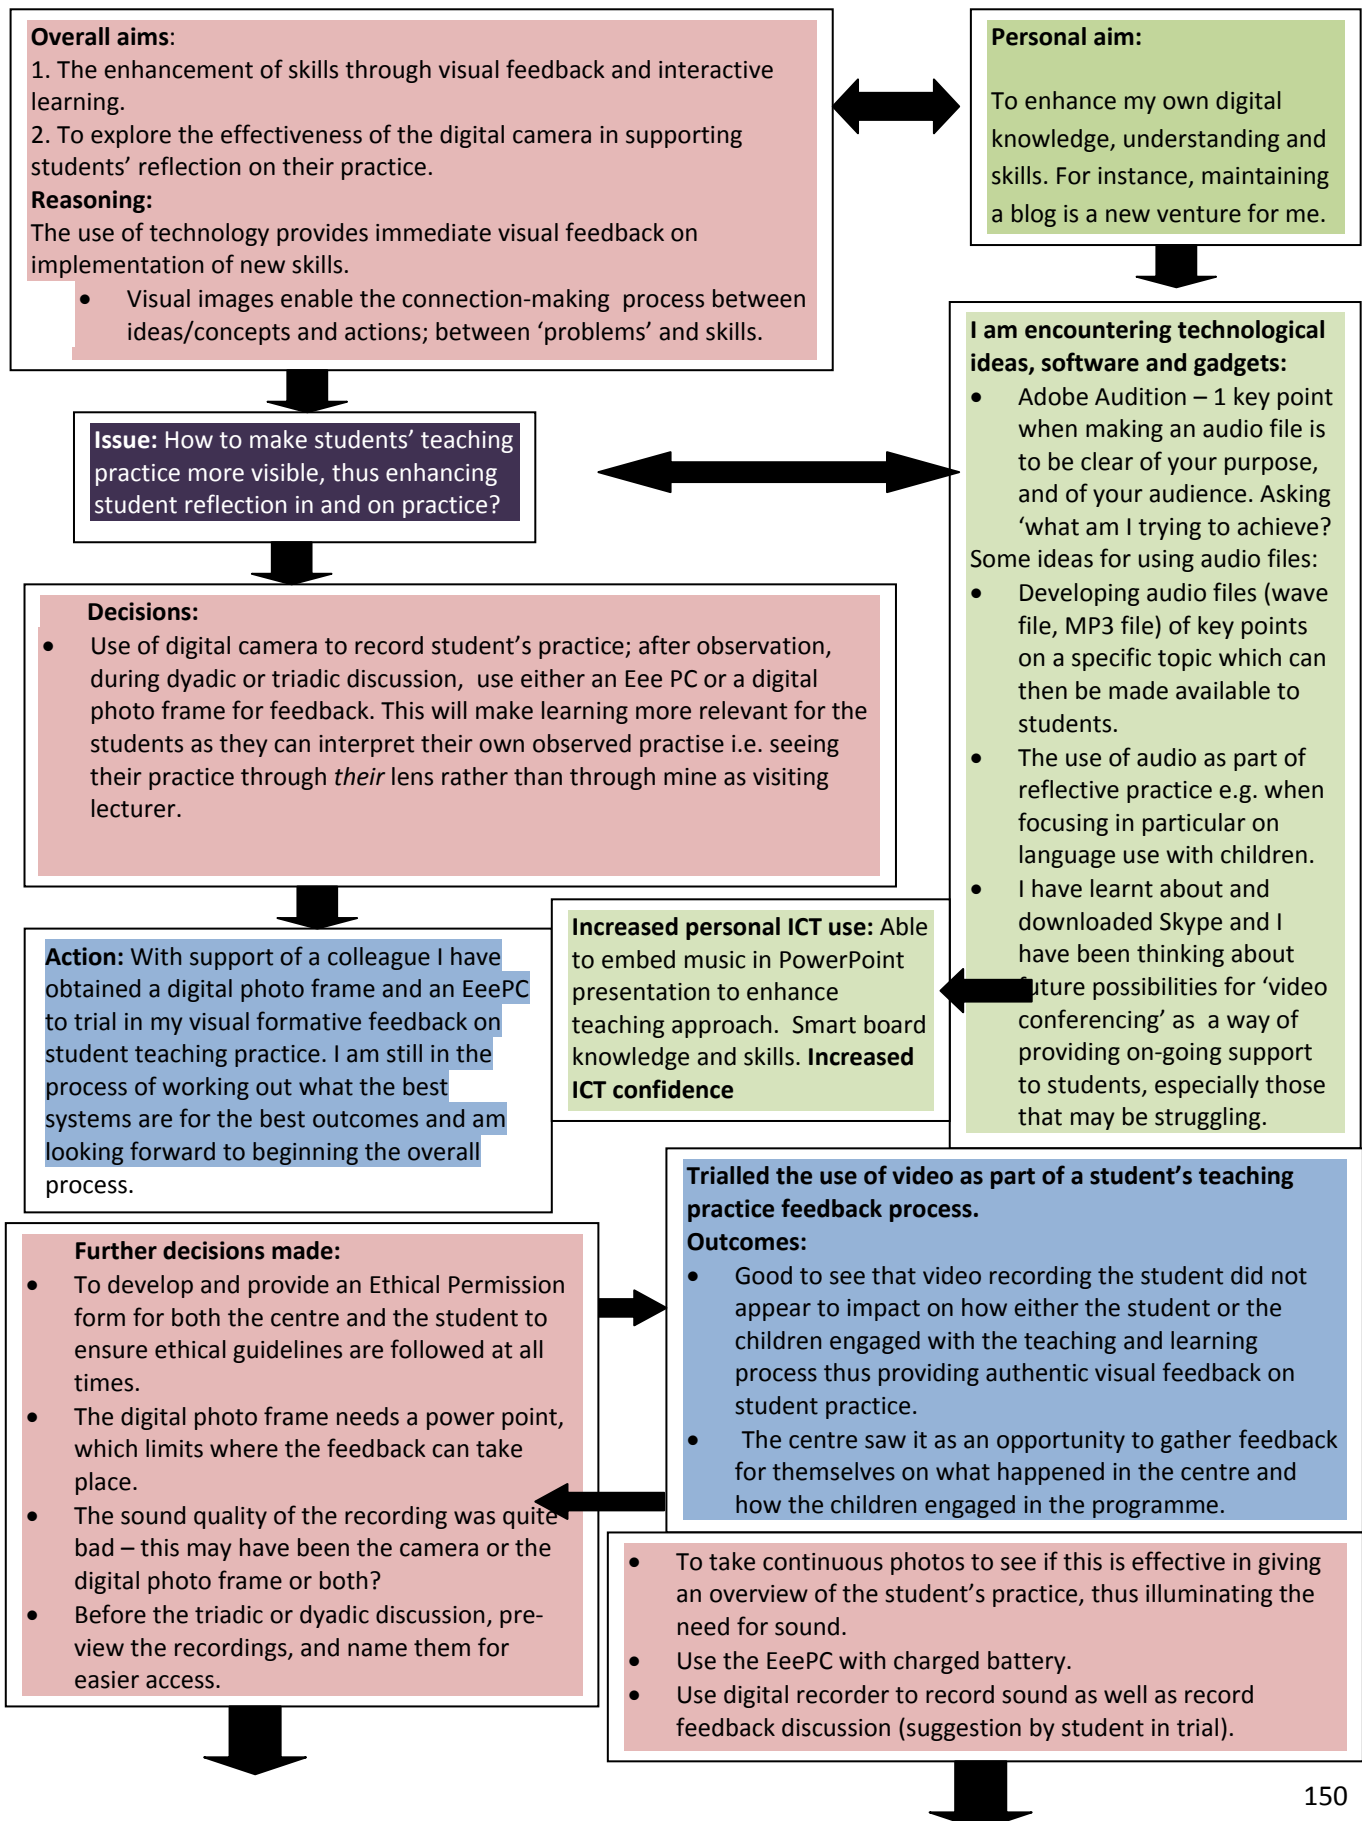 Overall aims:
1. The enhancement of skills through visual feedback and interactive
learning.
2. To explore the effectiveness of the digital camera in supporting
students’ reflection on their practice.
Reasoning:
The use of technology provides immediate visual feedback on
implementation of new skills.
• Visual images enable the connection-making process between
ideas/concepts and actions; between ‘problems’ and skills.
Personal aim:
To enhance my own digital
knowledge, understanding and
skills. For instance, maintaining
a blog is a new venture for me.
Issue: How to make students’ teaching
practice more visible, thus enhancing
student reflection in and on practice?
I am encountering technological
ideas, software and gadgets:
• Adobe Audition – 1 key point
when making an audio file is
to be clear of your purpose,
and of your audience. Asking
‘what am I trying to achieve?
Some ideas for using audio files:
• Developing audio files (wave
file, MP3 file) of key points
on a specific topic which can
then be made available to
students.
• The use of audio as part of
reflective practice e.g. when
focusing in particular on
language use with children.
• I have learnt about and
downloaded Skype and I
have been thinking about
future possibilities for ‘video
conferencing’ as a way of
providing on-going support
to students, especially those
that may be struggling.
Decisions:
• Use of digital camera to record student’s practice; after observation,
during dyadic or triadic discussion, use either an Eee PC or a digital
photo frame for feedback. This will make learning more relevant for the
students as they can interpret their own observed practise i.e. seeing
their practice through their lens rather than through mine as visiting
lecturer.
Action: With support of a colleague I have
obtained a digital photo frame and an EeePC
to trial in my visual formative feedback on
student teaching practice. I am still in the
process of working out what the best
systems are for the best outcomes and am
looking forward to beginning the overall
process.
Increased personal ICT use: Able
to embed music in PowerPoint
presentation to enhance
teaching approach. Smart board
knowledge and skills. Increased
ICT confidence
Trialled the use of video as part of a student’s teaching
practice feedback process.
Outcomes:
• Good to see that video recording the student did not
appear to impact on how either the student or the
children engaged with the teaching and learning
process thus providing authentic visual feedback on
student practice.
• The centre saw it as an opportunity to gather feedback
for themselves on what happened in the centre and
how the children engaged in the programme.
Further decisions made:
• To develop and provide an Ethical Permission
form for both the centre and the student to
ensure ethical guidelines are followed at all
times.
• The digital photo frame needs a power point,
which limits where the feedback can take
place.
• The sound quality of the recording was quite
bad – this may have been the camera or the
digital photo frame or both?
• Before the triadic or dyadic discussion, pre-
view the recordings, and name them for
easier access.
• To take continuous photos to see if this is effective in giving
an overview of the student’s practice, thus illuminating the
need for sound.
• Use the EeePC with charged battery.
• Use digital recorder to record sound as well as record
feedback discussion (suggestion by student in trial).
150